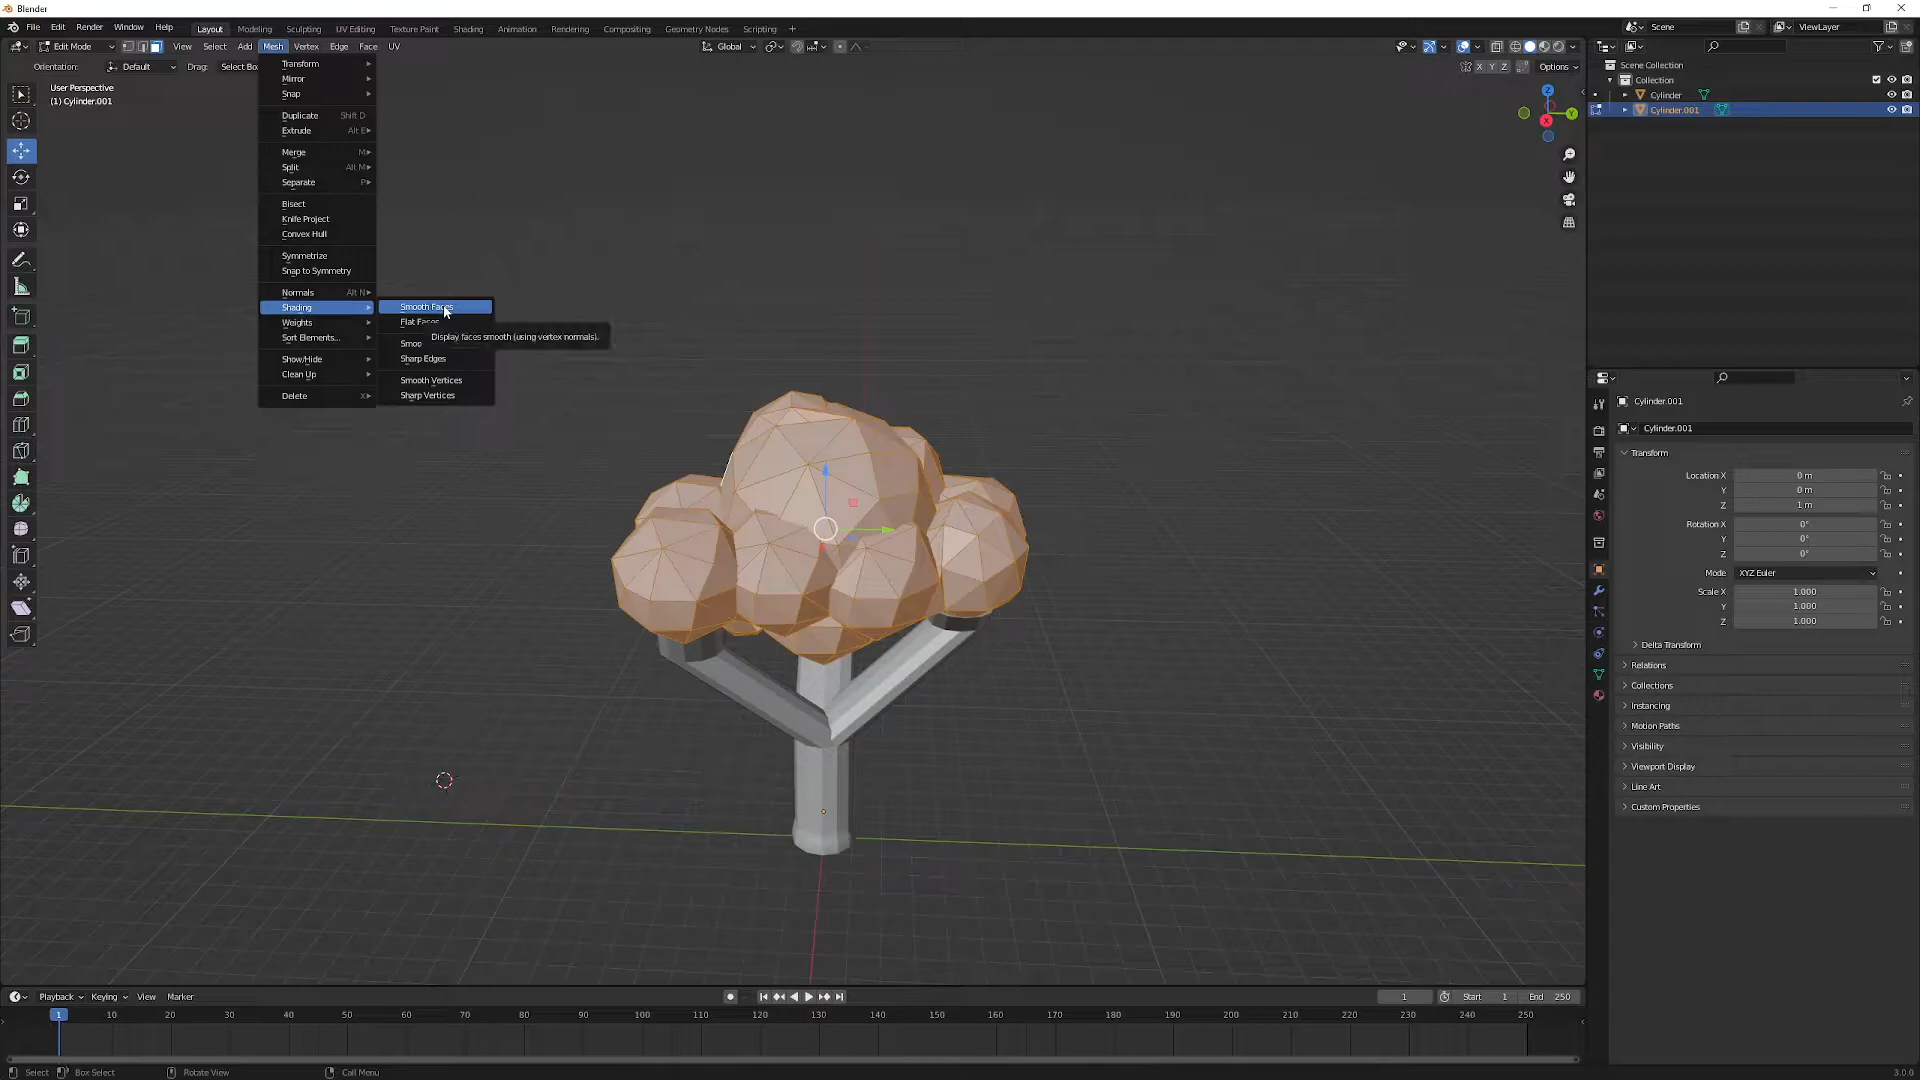 Blender
File Edit Render Window Help
Layout Modeling Sculpting UV Editing Texture Paint Shading Animation Rendering Compositing Geometry Nodes Scripting +
Scene
ViewLayer
Edit Mode View Select Add Mesh Vertex Edge Face UV
Global
Orientation: Default Drag: Select Box
X Y Z
Options
User Perspective
(1) Cylinder.001
Transform
Mirror
Snap
Duplicate Shift D
Extrude Alt E
Merge M
Split Alt M
Separate P
Bisect
Knife Project
Convex Hull
Symmetrize
Snap to Symmetry
Normals Alt N
Shading
Weights
Sort Elements...
Show/Hide
Clean Up
Delete X
Smooth Faces
Flat Faces
Display faces smooth (using vertex normals).
Smoo
Sharp Edges
Smooth Vertices
Sharp Vertices
Z
Y
X
Scene Collection
Collection
Cylinder
Cylinder.001
Cylinder.001
Cylinder.001
Transform
Location X 0 m
Y 0 m
Z 1 m
Rotation X 0°
Y 0°
Z 0°
Mode XYZ Euler
Scale X 1.000
Y 1.000
Z 1.000
Delta Transform
Relations
Collections
Instancing
Motion Paths
Visibility
Viewport Display
Line Art
Custom Properties
Playback Keying View Marker
1 Start 1 End 250
1 10 20 30 40 50 60 70 80 90 100 110 120 130 140 150 160 170 180 190 200 210 220 230 240 250
Select Box Select Rotate View Call Menu
3.0.0